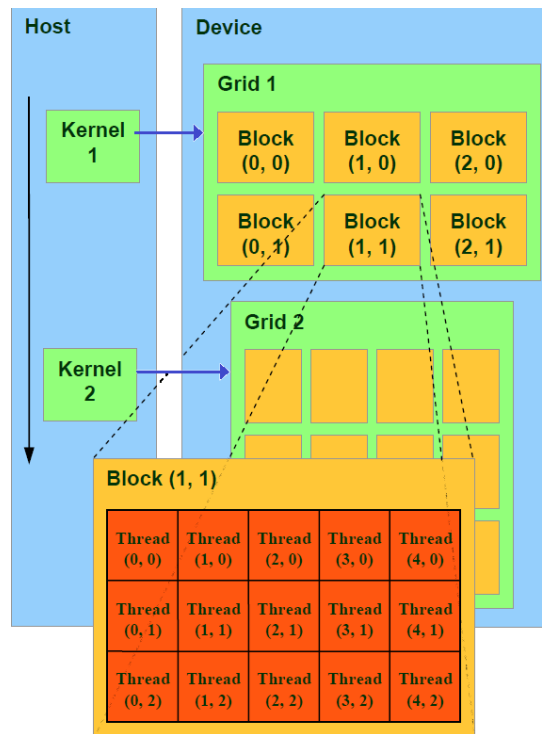 Host
Device
Grid 1
Kernel
1
Block
(0, 0)
Block
(1, 0)
Block
(2, 0)
Block
(0, 1)
Block
(1, 1)
Block
(2, 1)
Grid 2
Kernel
2
Block (1, 1)
Thread
(0, 0)
Thread
(1, 0)
Thread
(2, 0)
Thread
(3, 0)
Thread
(4, 0)
Thread
(0, 1)
Thread
(1, 1)
Thread
(2, 1)
Thread
(3, 1)
Thread
(4, 1)
Thread
(0, 2)
Thread
(1, 2)
Thread
(2, 2)
Thread
(3, 2)
Thread
(4, 2)